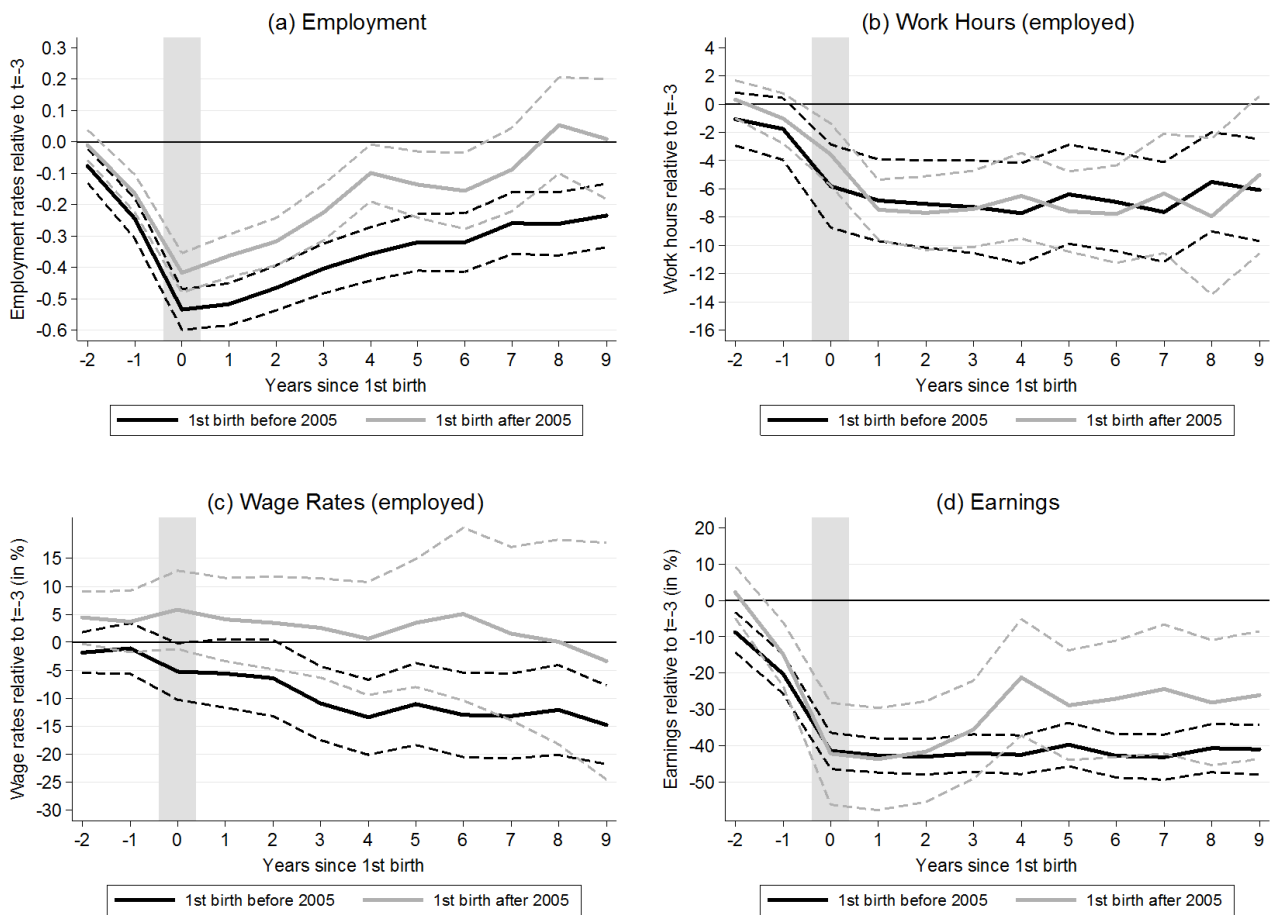 (a) Employment
Employment rates relative to t=-3
0.3
0.2
0.1
0.0
-0.1
-0.2
-0.3
-0.4
-0.5
-0.6
-2 -1 0 1 2 3 4 5 6 7 8 9
Years since 1st birth
1st birth before 2005 1st birth after 2005
(b) Work Hours (employed)
Work hours relative to t=-3
4
2
0
-2
-4
-6
-8
-10
-12
-14
-16
-2 -1 0 1 2 3 4 5 6 7 8 9
Years since 1st birth
1st birth before 2005 1st birth after 2005
(c) Wage Rates (employed)
Wage rates relative to t=-3 (in %)
15
10
5
0
-5
-10
-15
-20
-25
-30
-2 -1 0 1 2 3 4 5 6 7 8 9
Years since 1st birth
1st birth before 2005 1st birth after 2005
(d) Earnings
Earnings relative to t=-3 (in %)
20
10
0
-10
-20
-30
-40
-50
-2 -1 0 1 2 3 4 5 6 7 8 9
Years since 1st birth
1st birth before 2005 1st birth after 2005